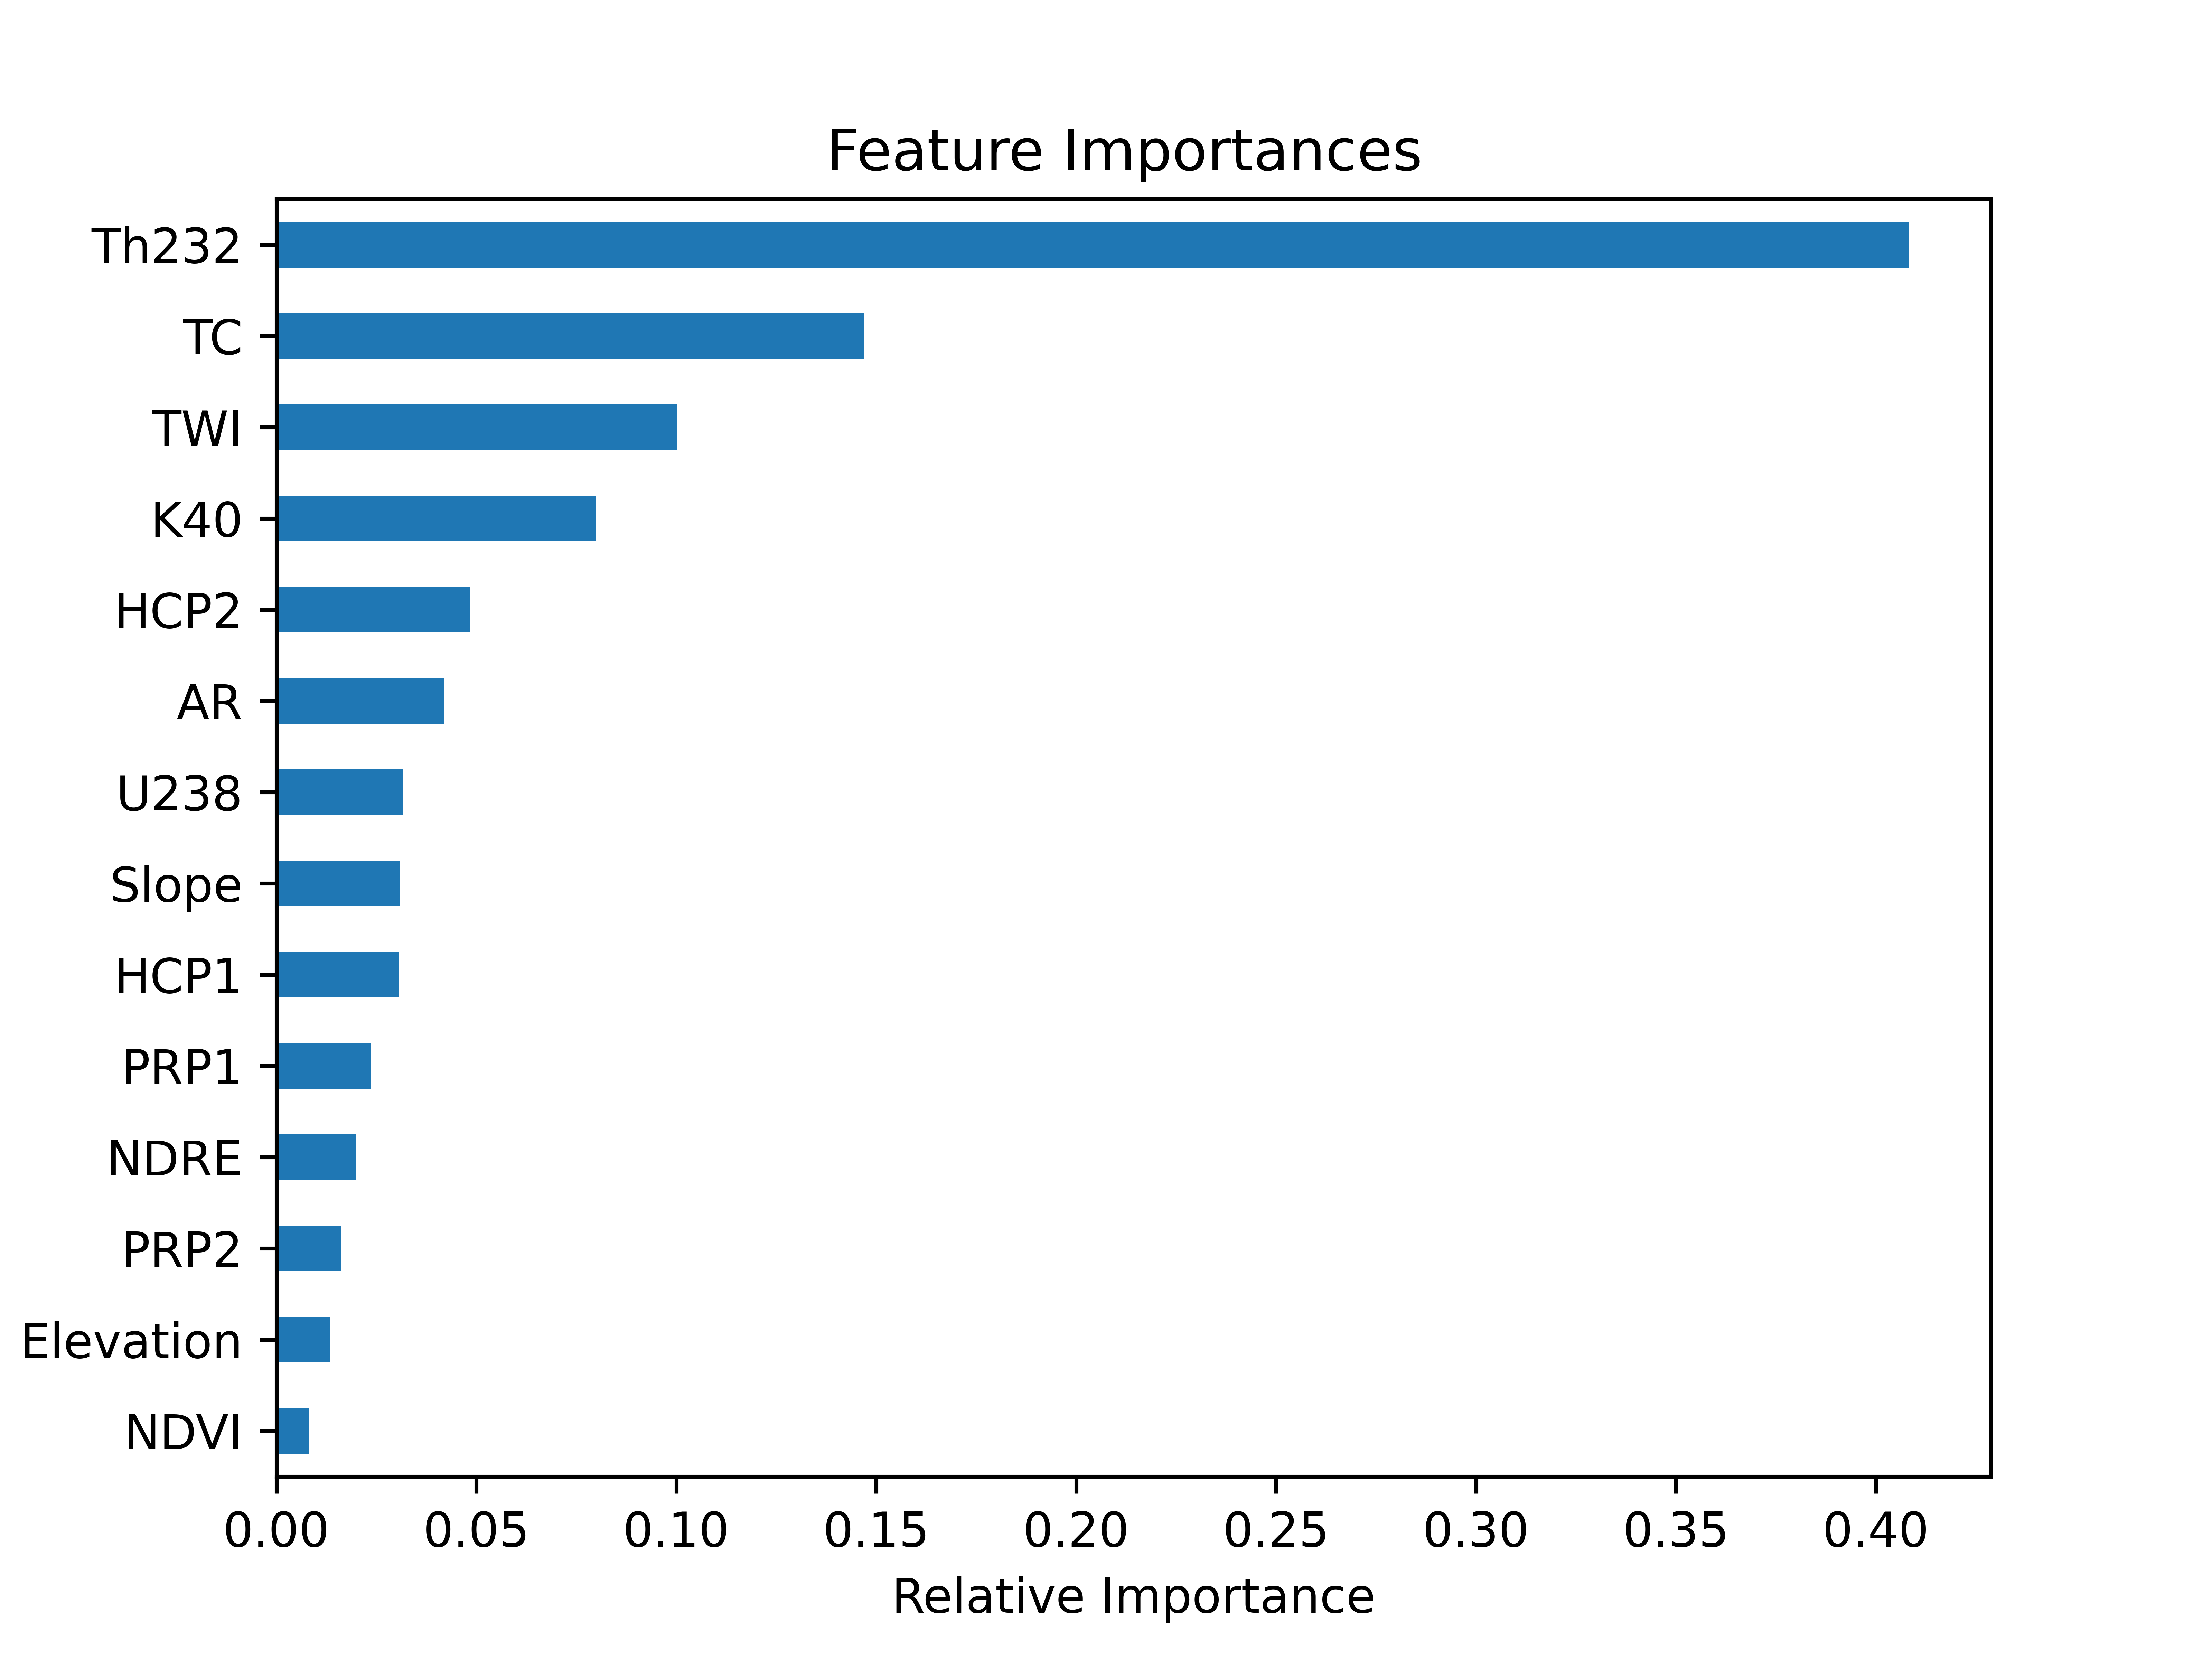 Feature Importances
Th232
TC
TWI
K40
HCP2
AR
U238
Slope
HCP1
PRP1
NDRE
PRP2
Elevation
NDVI
0.00 0.05 0.10 0.15 0.20 0.25 0.30 0.35 0.40
Relative Importance